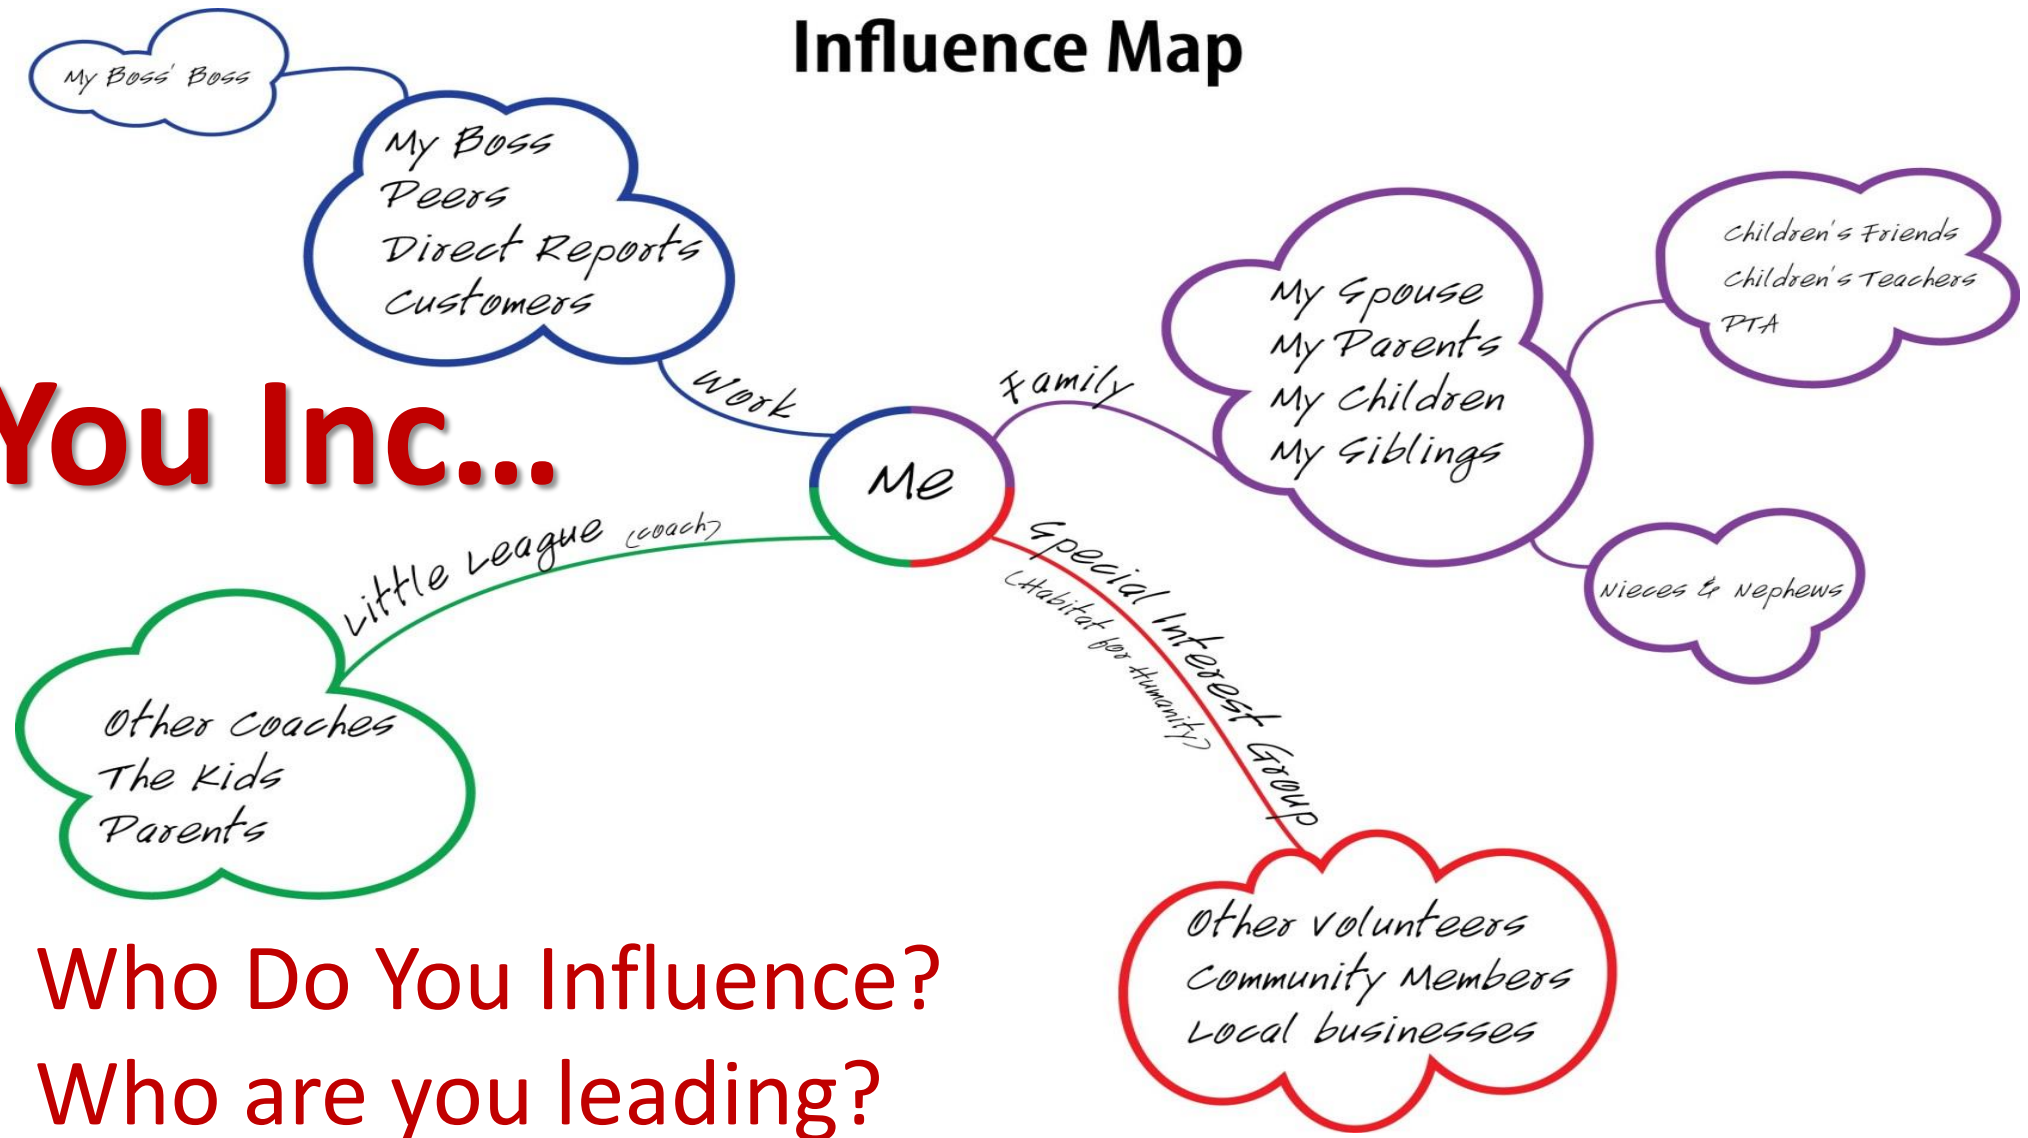 Influence Map
My Boss' Boss
My Boss
Peers
Direct Reports
Customers
Work
Family
My Spouse
My Parents
My Children
My Siblings
Children's Friends
Children's Teachers
PTA
Nieces & Nephews
You Inc...
Me
Little League (coach)
Other Coaches
The Kids
Parents
Special Interest Group
(Habitat for Humanity)
Other Volunteers
Community Members
Local businesses
Who Do You Influence?
Who are you leading?